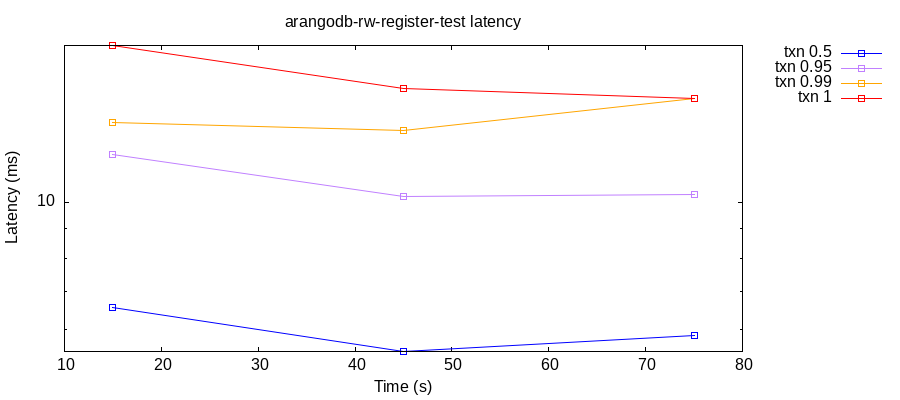 arangodb-rw-register-test latency
txn 0.5
txn 0.95
txn 0.99
txn 1
Latency (ms)
10
10 20 30 40 50 60 70 80
Time (s)